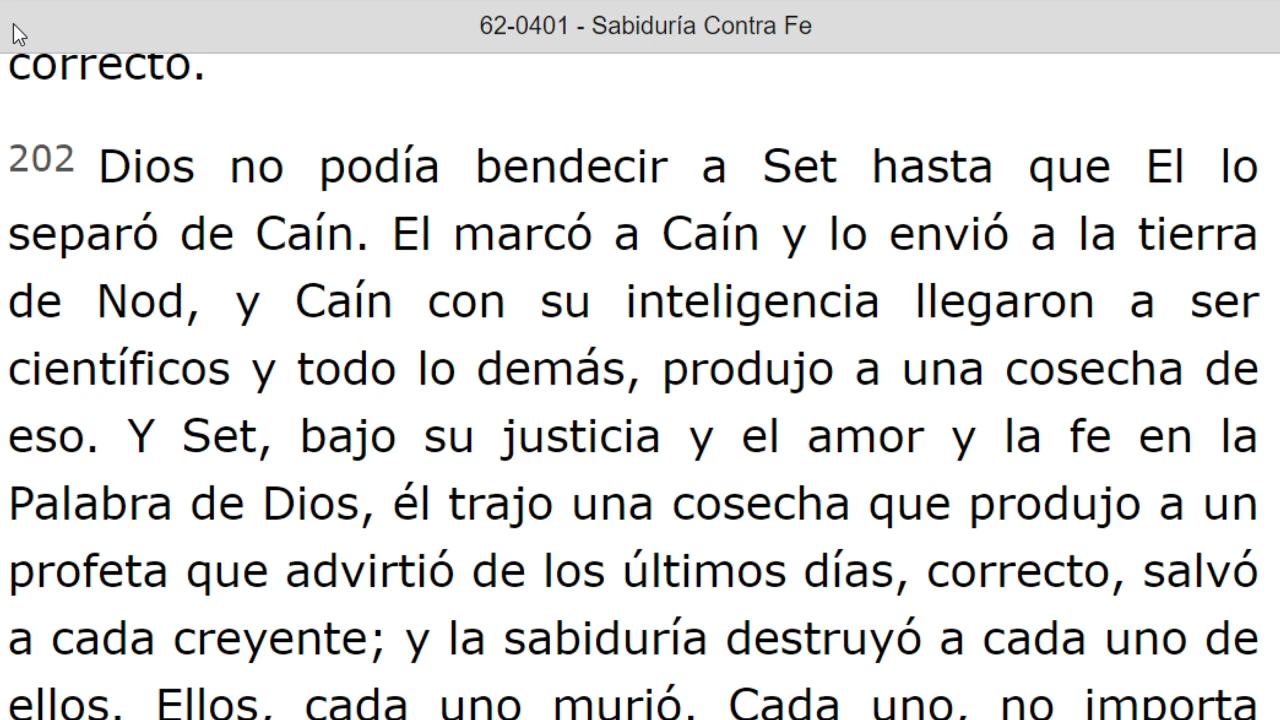 62-0401 - Sabiduría Contra Fe
correcto.
202 Dios no podía bendecir a Set hasta que El lo
separó de Caín. El marcó a Caín y lo envió a la tierra
de Nod, y Caín con su inteligencia llegaron a ser
científicos y todo lo demás, produjo a una cosecha de
eso. Y Set, bajo su justicia y el amor y la fe en la
Palabra de Dios, él trajo una cosecha que produjo a un
profeta que advirtió de los últimos días, correcto, salvó
a cada creyente; y la sabiduría destruyó a cada uno de
ellos. Ellos, cada uno murió. Cada uno, no importa